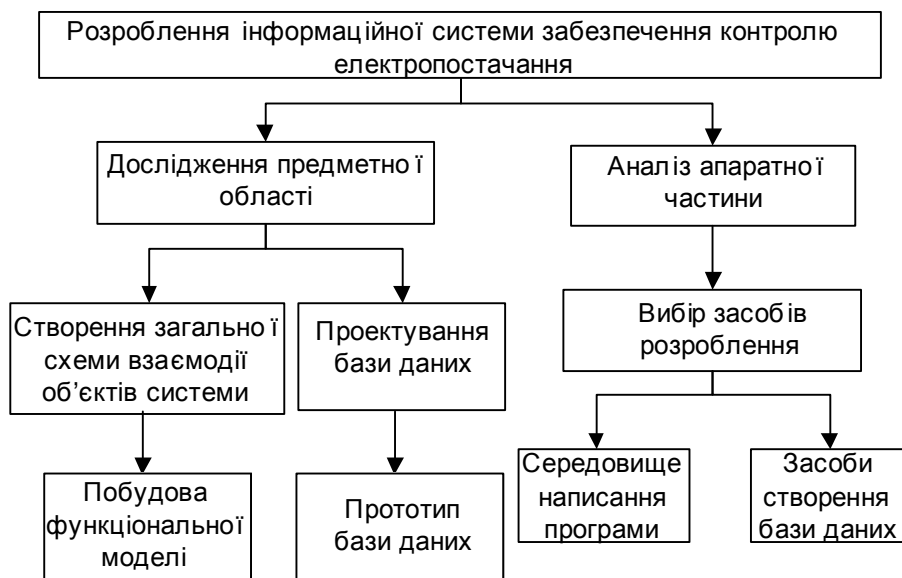 Розроблення інформаційної системи забезпечення контролю
електропостачання
Дослідження предметної
області
Аналіз апаратної
частини
Створення загальної
схеми взаємодії
об’єктів системи
Проектування
бази даних
Вибір засобів
розроблення
Побудова
функціональної
моделі
Прототип
бази даних
Середовище
написання
програми
Засоби
створення
бази даних